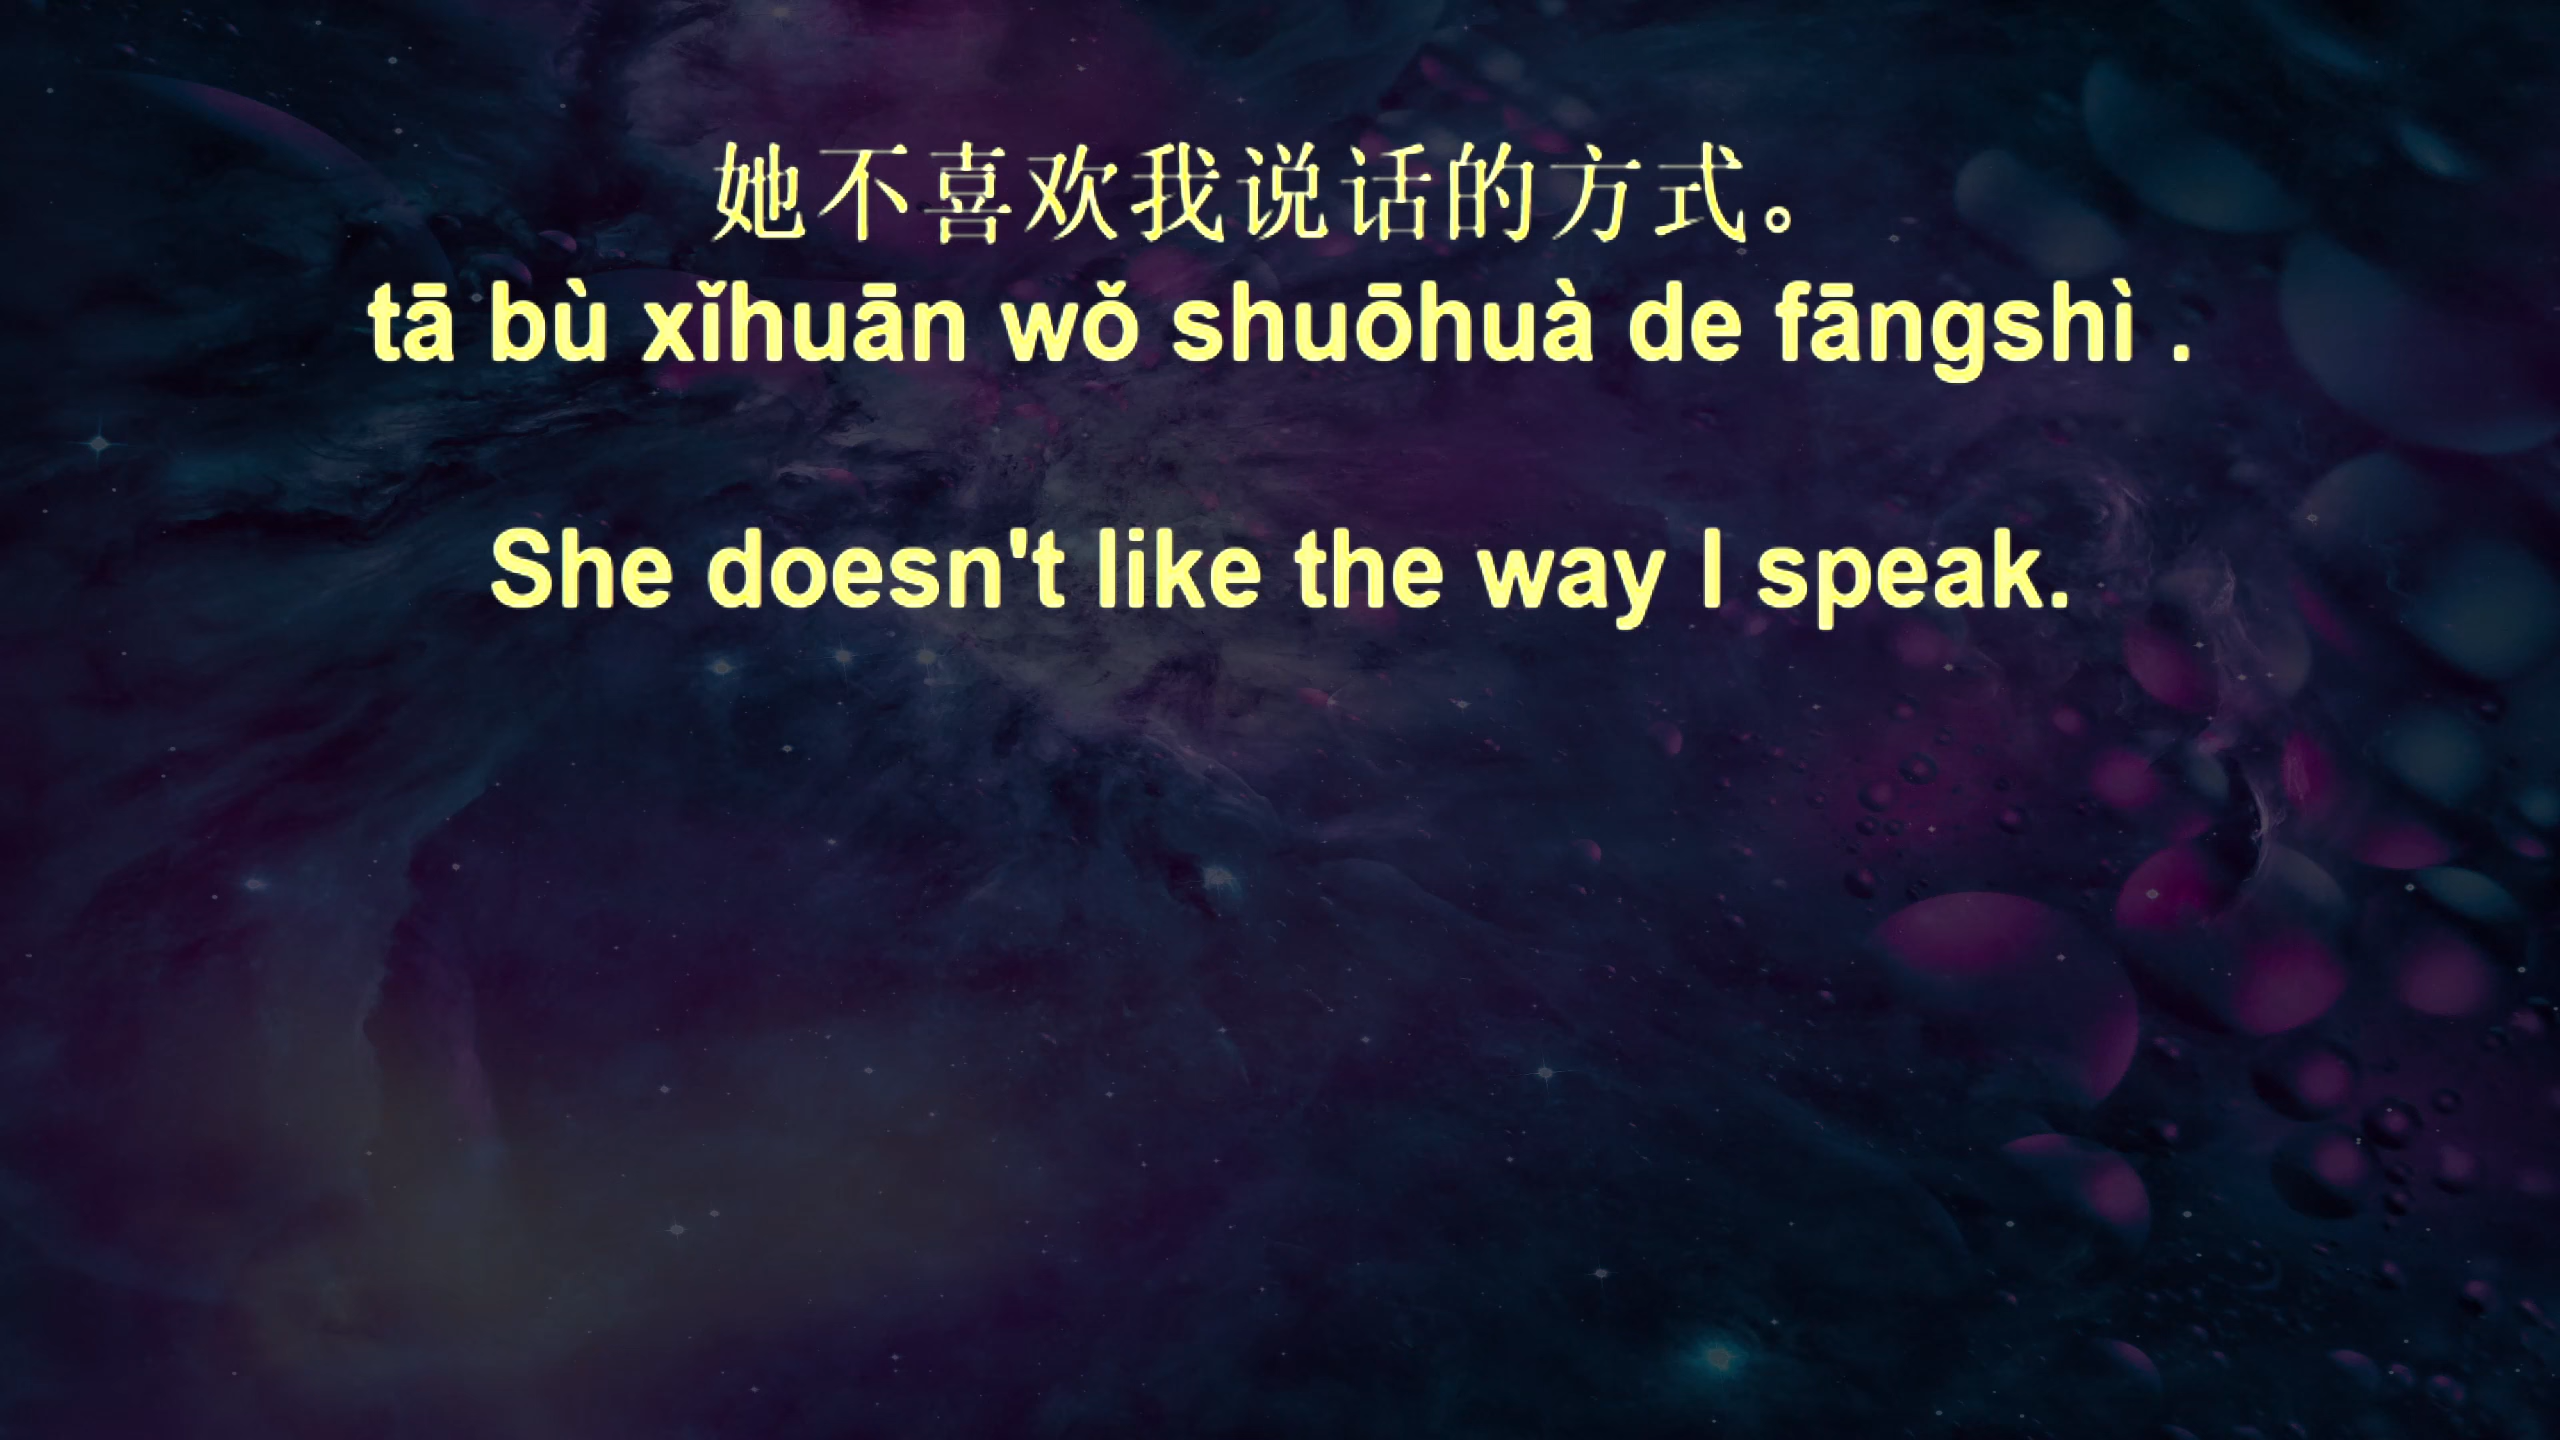 她不喜欢我说话的方式。
tā bù xǐhuān wǒ shuōhuà de fāngshì .
She doesn't like the way I speak.